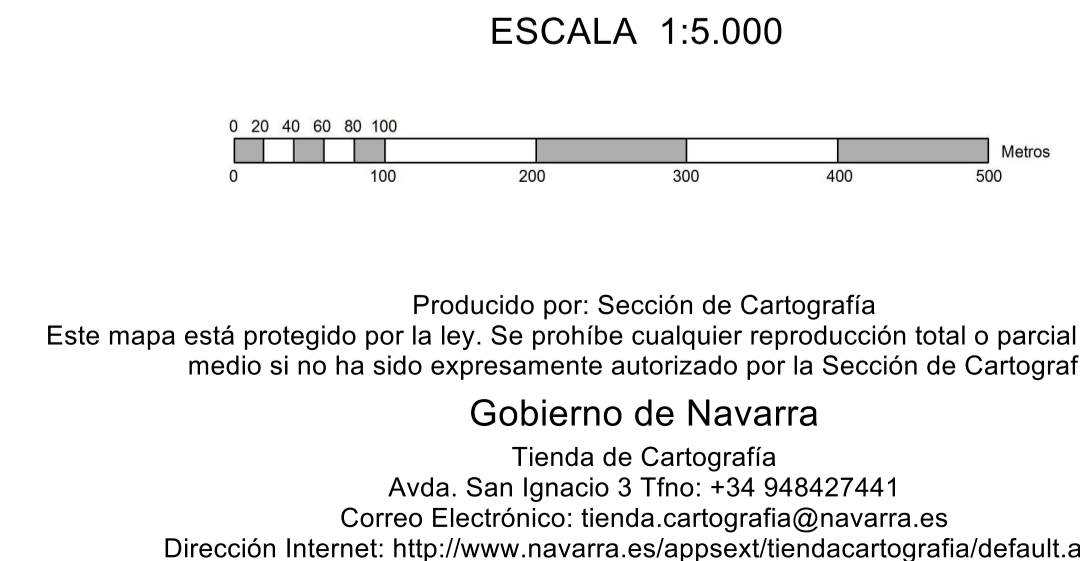 ESCALA 1:5.000
0 20 40 60 80 100
Metros
0 100 200 300 400 500
Producido por: Sección de Cartografía
Este mapa está protegido por la ley. Se prohíbe cualquier reproducción total o parcial
medio si no ha sido expresamente autorizado por la Sección de Cartograf
Gobierno de Navarra
Tienda de Cartografía
Avda. San Ignacio 3 Tfno: +34 948427441
Correo Electrónico: tienda.cartografia@navarra.es
Dirección Internet: http://www.navarra.es/appsext/tiendacartografia/default.a